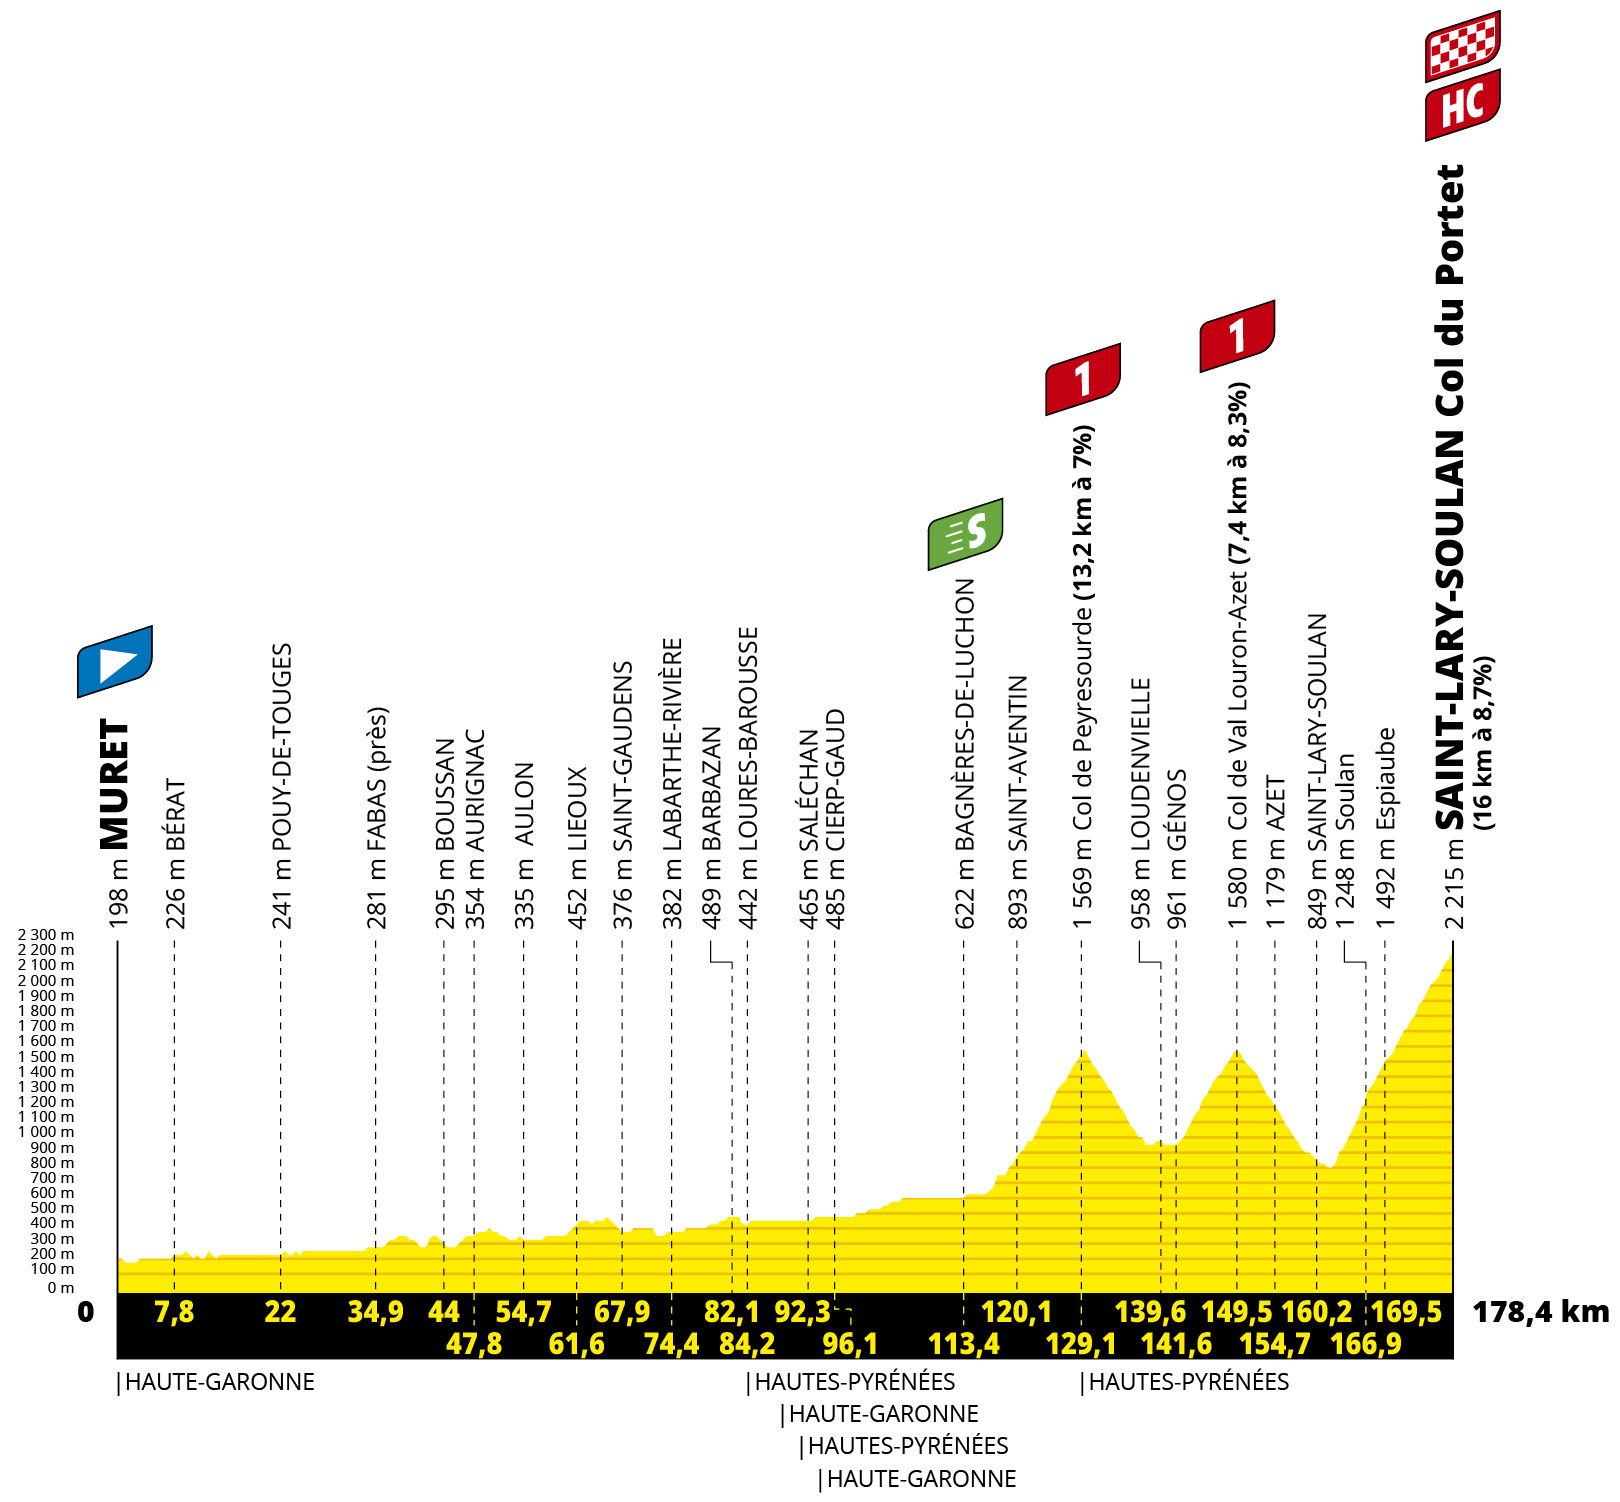 HC
1
1
S
198 m MURET
226 m BÉRAT
241 m POUY-DE-TOUGES
281 m FABAS (près)
295 m BOUSSAN
354 m AURIGNAC
335 m AULON
452 m LIEOUX
376 m SAINT-GAUDENS
382 m LABARTHE-RIVIÈRE
489 m BARBAZAN
442 m LOURES-BAROUSSE
465 m SALÉCHAN
485 m CIERP-GAUD
622 m BAGNÈRES-DE-LUCHON
893 m SAINT-AVENTIN
1 569 m Col de Peyresourde (13,2 km à 7%)
958 m LOUDENVIELLE
961 m GÉNOS
1 580 m Col de Val Louron-Azet (7,4 km à 8,3%)
1 179 m AZET
849 m SAINT-LARY-SOULAN
1 248 m Soulan
1 492 m Espiaube
2 215 m SAINT-LARY-SOULAN Col du Portet
(16 km à 8,7%)
2 300 m
2 200 m
2 100 m
2 000 m
1 900 m
1 800 m
1 700 m
1 600 m
1 500 m
1 400 m
1 300 m
1 200 m
1 100 m
1 000 m
900 m
800 m
700 m
600 m
500 m
400 m
300 m
200 m
100 m
0 m
0 7,8 22 34,9 44 54,7 67,9 82,1 92,3 120,1 139,6 149,5 160,2 169,5 178,4 km
47,8 61,6 74,4 84,2 96,1 113,4 129,1 141,6 154,7 166,9
|HAUTE-GARONNE |HAUTES-PYRÉNÉES |HAUTES-PYRÉNÉES
|HAUTE-GARONNE
|HAUTES-PYRÉNÉES
|HAUTE-GARONNE